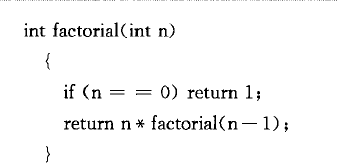 int factorial(int n)
{
if (n = = 0) return 1;
return n * factorial(n-1);
}